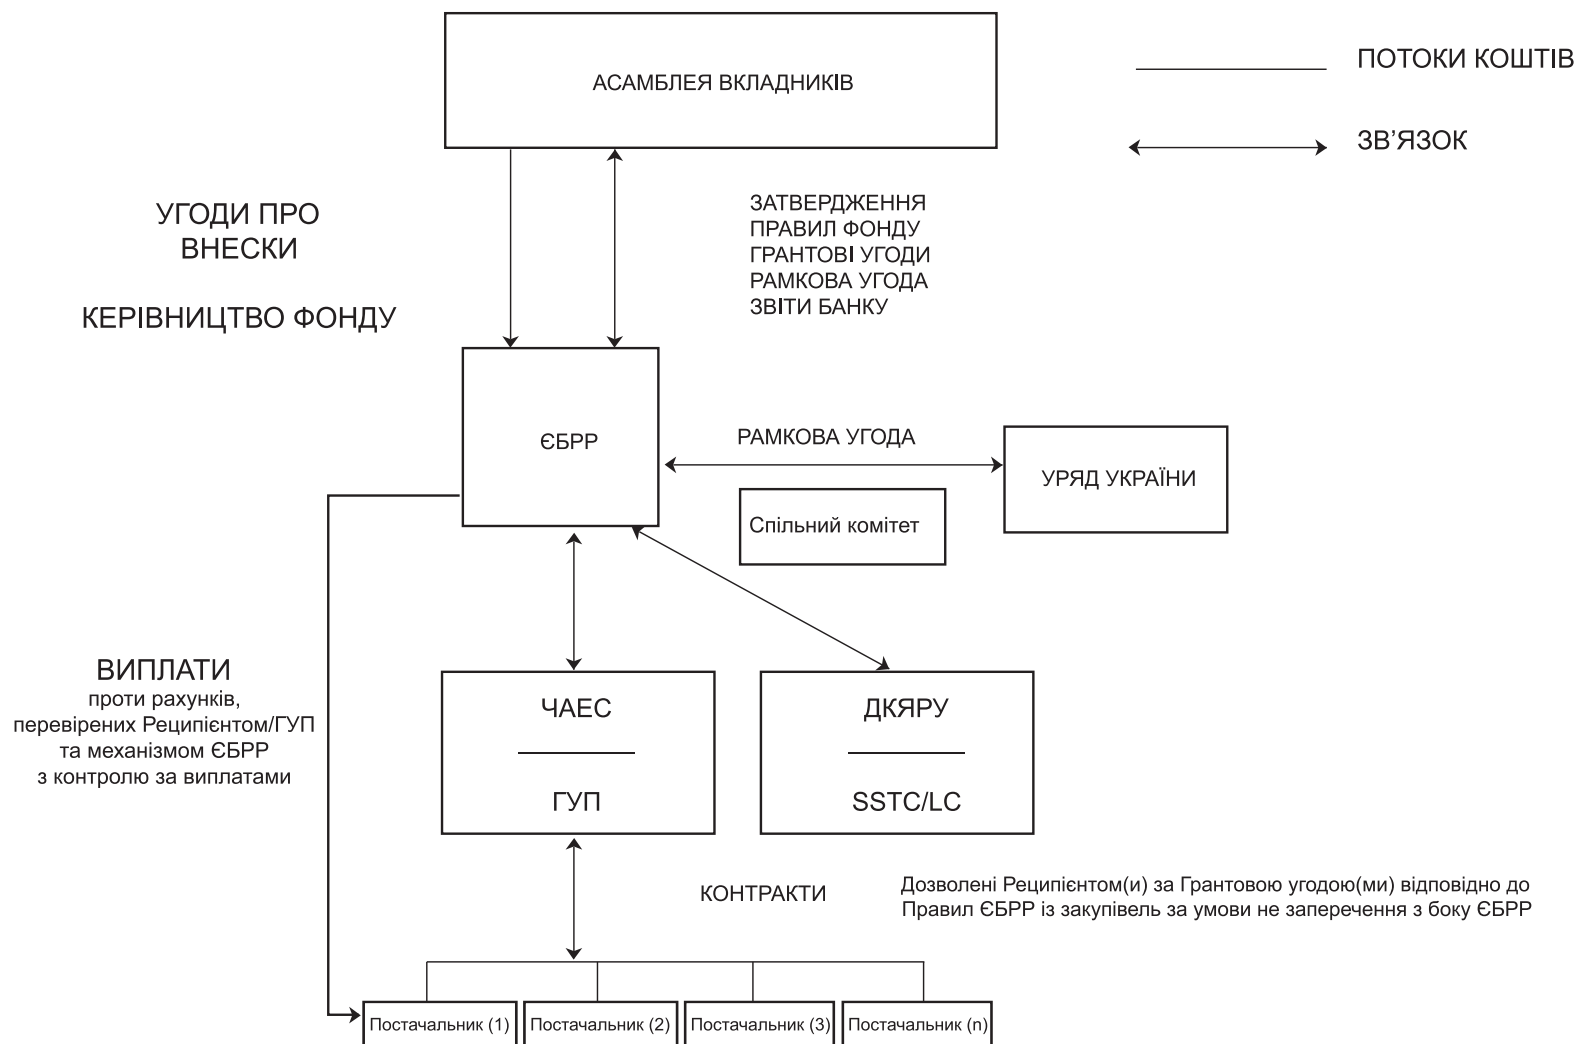 АСАМБЛЕЯ ВКЛАДНИКІВ
ПОТОКИ КОШТІВ
ЗВ'ЯЗОК
УГОДИ ПРО
ВНЕСКИ
КЕРІВНИЦТВО ФОНДУ
ЗАТВЕРДЖЕННЯ
ПРАВИЛ ФОНДУ
ГРАНТОВІ УГОДИ
РАМКОВА УГОДА
ЗВІТИ БАНКУ
ЄБРР
РАМКОВА УГОДА
УРЯД УКРАЇНИ
Спільний комітет
ВИПЛАТИ
проти рахунків,
перевірених Реципієнтом/ГУП
та механізмом ЄБРР
з контролю за виплатами
ЧАЕС
ГУП
ДКЯРУ
SSTC/LC
КОНТРАКТИ
Дозволені Реципієнтом(и) за Грантовою угодою(ми) відповідно до
Правил ЄБРР із закупівель за умови не заперечення з боку ЄБРР
Постачальник (1)
Постачальник (2)
Постачальник (3)
Постачальник (n)